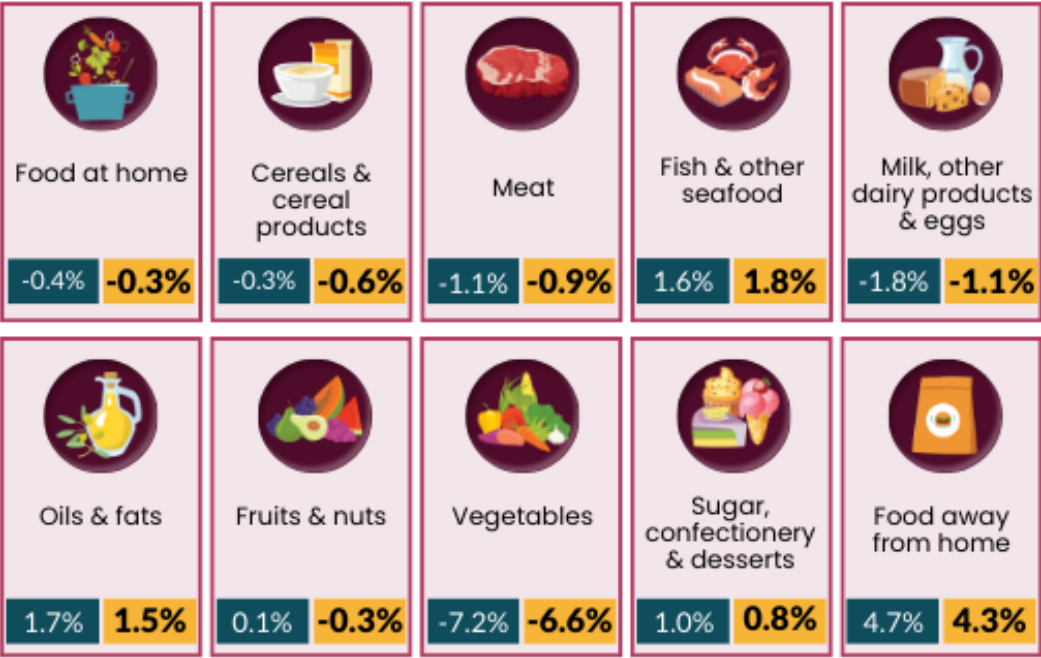 Food at home
-0.4% -0.3%
Cereals &
cereal
products
-0.3% -0.6%
Meat
-1.1% -0.9%
Fish & other
seafood
1.6% 1.8%
Milk, other
dairy products
& eggs
-1.8% -1.1%
Oils & fats
1.7% 1.5%
Fruits & nuts
0.1% -0.3%
Vegetables
-7.2% -6.6%
Sugar,
confectionery
& desserts
1.0% 0.8%
Food away
from home
4.7% 4.3%